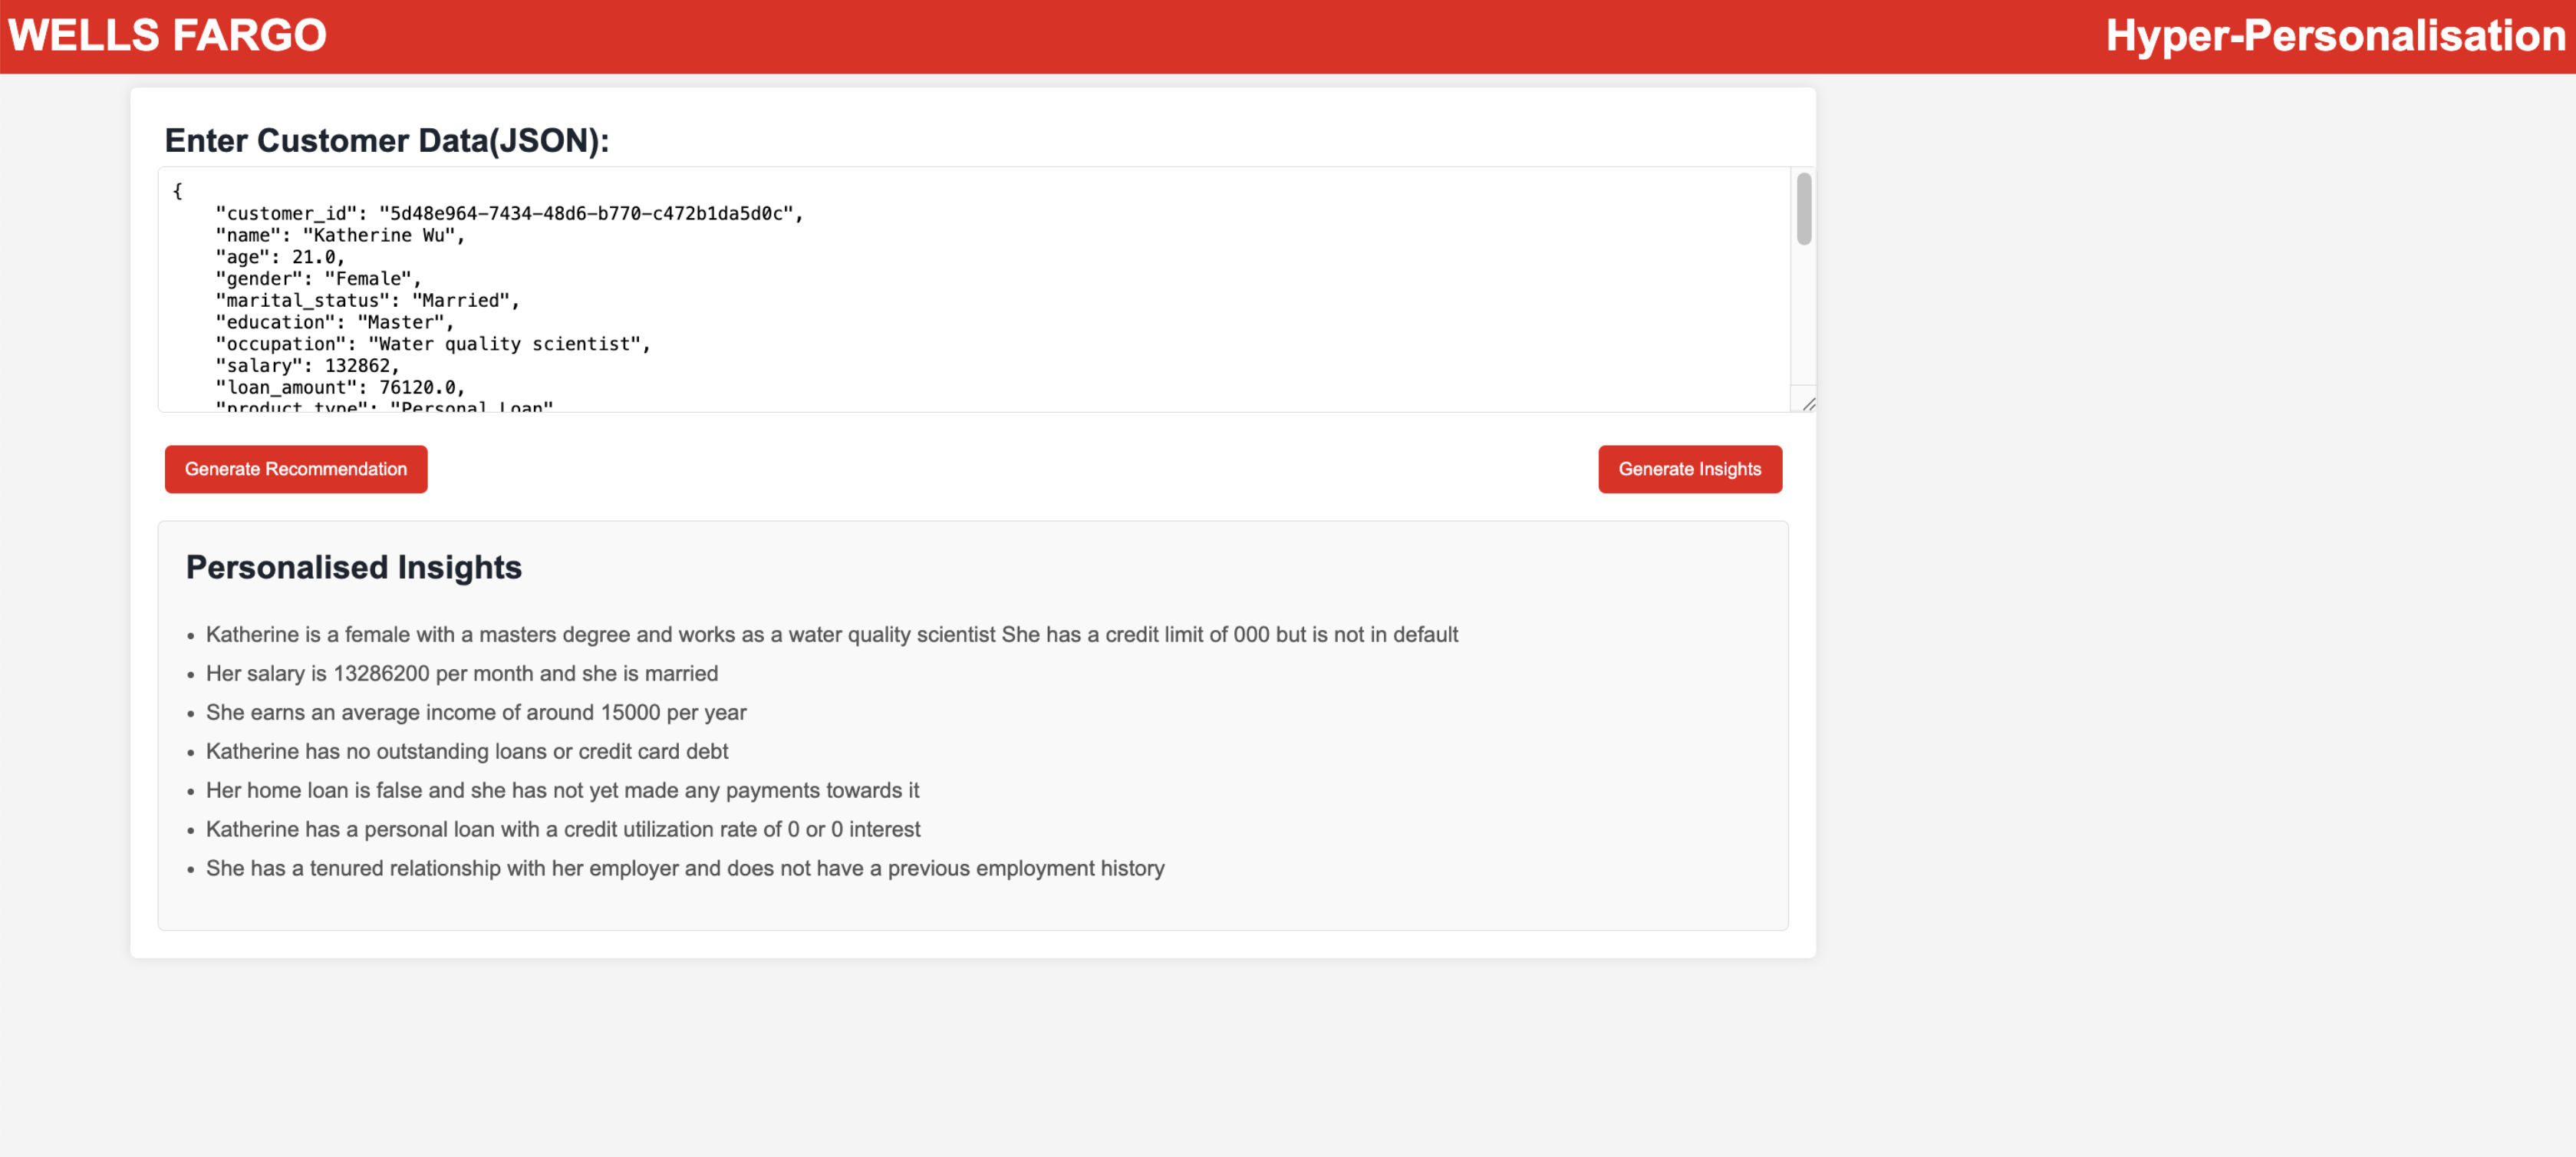 WELLS FARGO
Hyper-Personalisation
Enter Customer Data(JSON):
{
"customer_id": "5d48e964-7434-48d6-b770-c472b1da5d0c",
"name": "Katherine Wu",
"age": 21.0,
"gender": "Female",
"marital_status": "Married",
"education": "Master",
"occupation": "Water quality scientist",
"salary": 132862,
"loan_amount": 76120.0,
"product_type": "Personal Loan"
Generate Recommendation
Generate Insights
Personalised Insights
• Katherine is a female with a masters degree and works as a water quality scientist She has a credit limit of 000 but is not in default
• Her salary is 13286200 per month and she is married
• She earns an average income of around 15000 per year
• Katherine has no outstanding loans or credit card debt
• Her home loan is false and she has not yet made any payments towards it
• Katherine has a personal loan with a credit utilization rate of 0 or 0 interest
• She has a tenured relationship with her employer and does not have a previous employment history